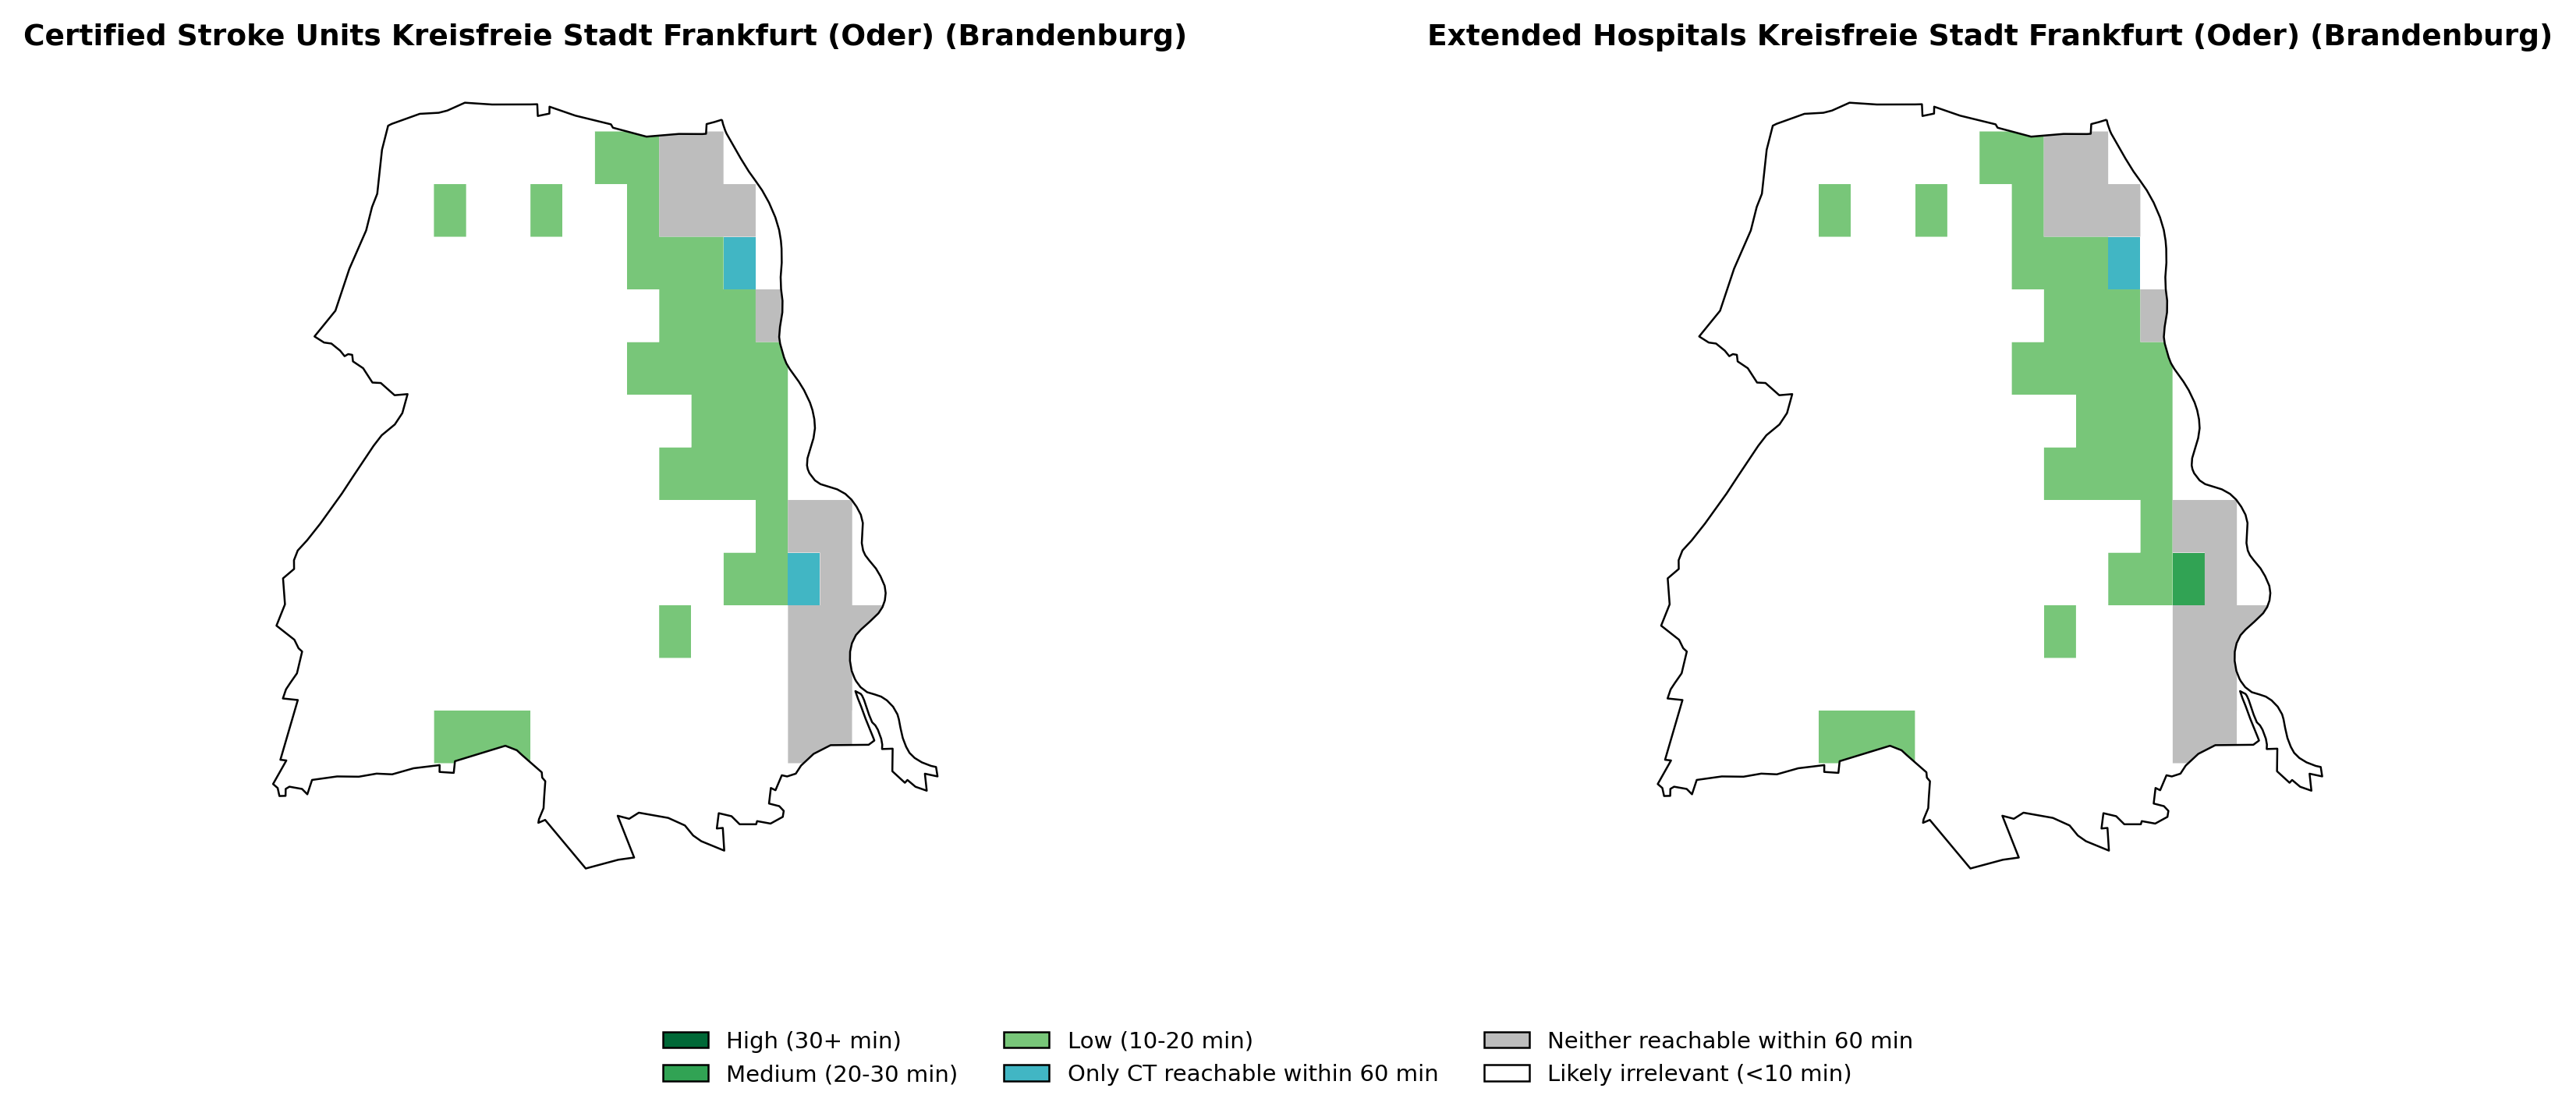 Certified Stroke Units Kreisfreie Stadt Frankfurt (Oder) (Brandenburg)
Extended Hospitals Kreisfreie Stadt Frankfurt (Oder) (Brandenburg)
High (30+ min)
Medium (20-30 min)
Low (10-20 min)
Only CT reachable within 60 min
Neither reachable within 60 min
Likely irrelevant (<10 min)